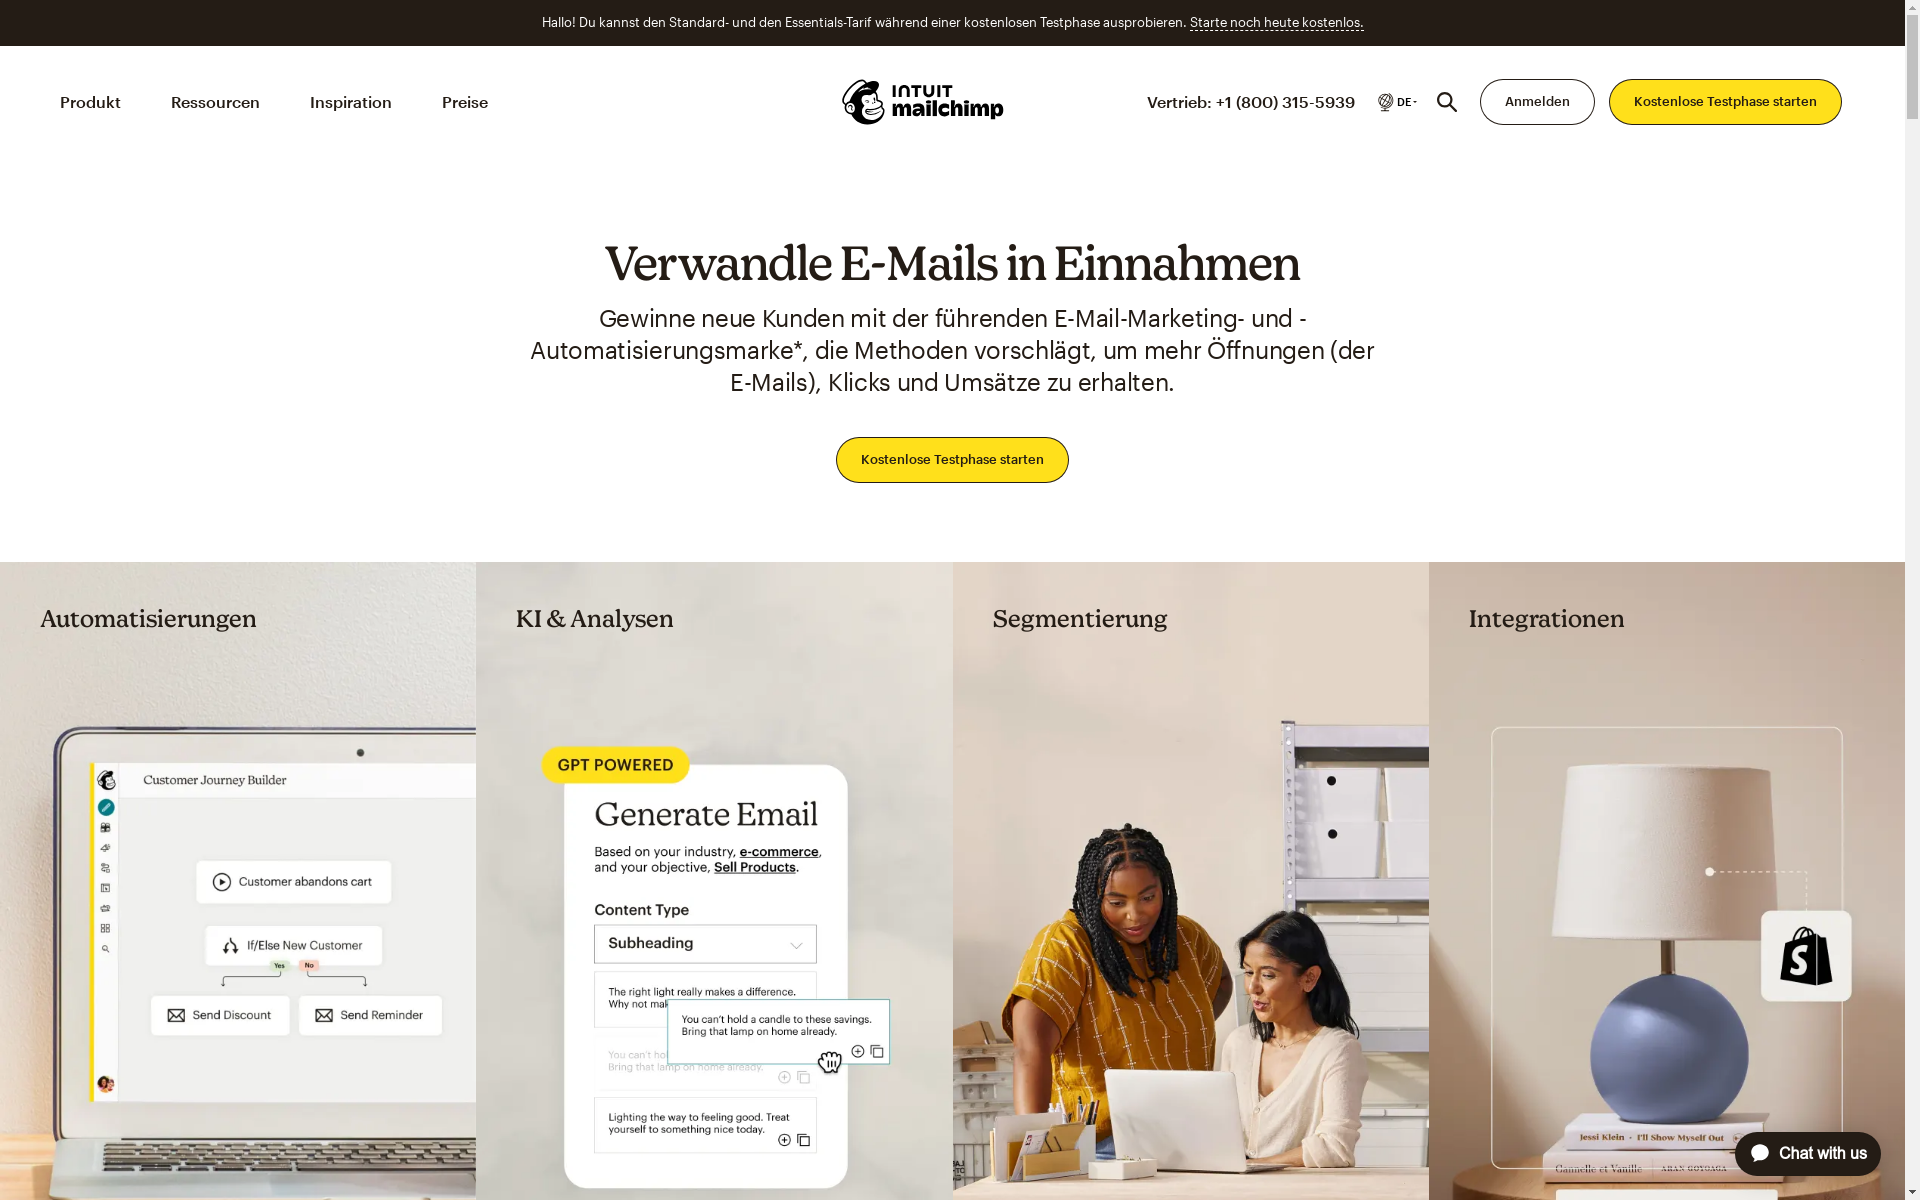 Hallo! Du kannst den Standard- und den Essentials-Tarif während einer kostenlosen Testphase ausprobieren. Starte noch heute kostenlos.
Produkt
Ressourcen
Inspiration
Preise
INTUIT
mailchimp
Vertrieb: +1 (800) 315-5939
DE
Anmelden
Kostenlose Testphase starten
Verwandle E-Mails in Einnahmen
Gewinne neue Kunden mit der führenden E-Mail-Marketing- und -
Automatisierungsmarke*, die Methoden vorschlägt, um mehr Öffnungen (der
E-Mails), Klicks und Umsätze zu erhalten.
Kostenlose Testphase starten
Automatisierungen
Customer Journey Builder
Customer abandons cart
If/Else New Customer
Yes
No
Send Discount
Send Reminder
KI & Analysen
GPT POWERED
Generate Email
Based on your industry, e-commerce,
and your objective, Sell Products.
Content Type
Subheading
The right light really makes a difference.
Why not mak
You can't hold a candle to these savings.
Bring that lamp on home already.
You can't ho
Bring that lamp on home already.
Lighting the way to feeling good. Treat
yourself to something nice today.
Segmentierung
Integrationen
Jessi Klein · I'll Show Myself Out
Cannelle et Vanille
ARAN GOYOAGA
Chat with us